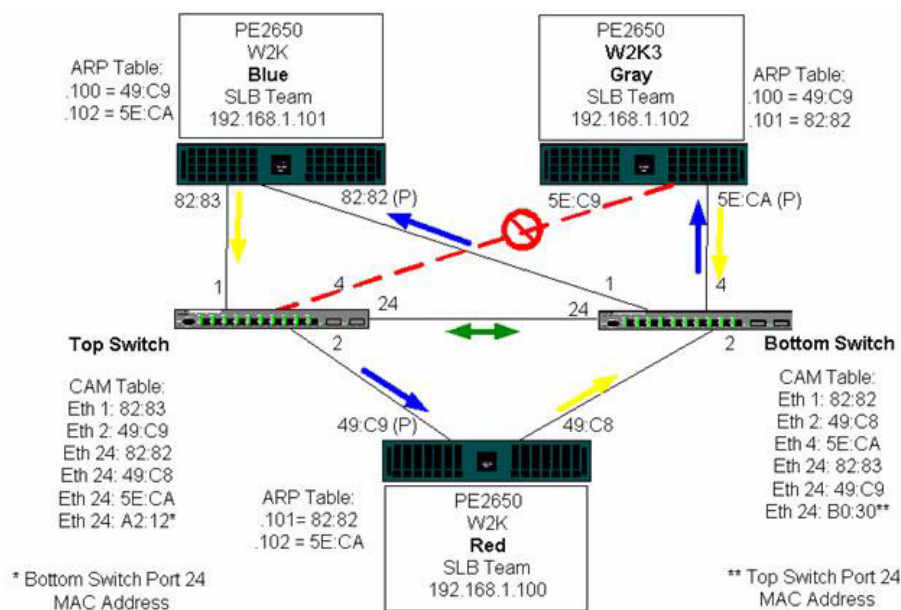 PE2650
W2K
Blue
SLB Team
192.168.1.101
PE2650
W2K3
Gray
SLB Team
192.168.1.102
ARP Table:
.100 = 49:C9
.102 = 5E:CA
ARP Table:
.100 = 49:C9
.101 = 82:82
82:83
82:82 (P)
5E:C9
5E:CA (P)
1
4
24
2
1
4
24
2
Top Switch
Bottom Switch
CAM Table:
Eth 1: 82:83
Eth 2: 49:C9
Eth 24: 82:82
Eth 24: 49:C8
Eth 24: 5E:CA
Eth 24: A2:12*
CAM Table:
Eth 1: 82:82
Eth 2: 49:C8
Eth 4: 5E:CA
Eth 24: 82:83
Eth 24: 49:C9
Eth 24: B0:30**
49:C9 (P)
49:C8
ARP Table:
.101= 82:82
.102 = 5E:CA
PE2650
W2K
Red
SLB Team
192.168.1.100
* Bottom Switch Port 24
MAC Address
** Top Switch Port 24
MAC Address